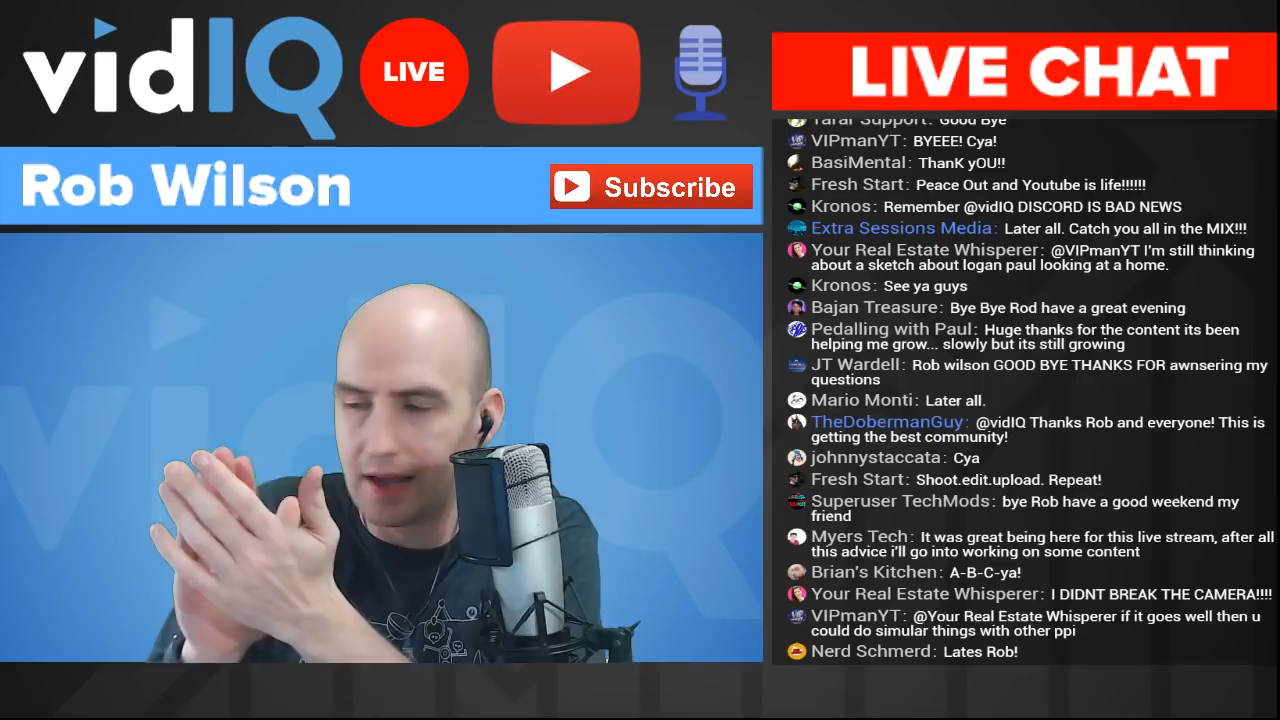 vidIQ
LIVE
LIVE CHAT
Rob Wilson
Subscribe
Tarar Support: Good Bye
VIPmanYT: BYEEE! Cya!
BasiMental: ThanK yOU!!
Fresh Start: Peace Out and Youtube is life!!!!!!
Kronos: Remember @vidIQ DISCORD IS BAD NEWS
Extra Sessions Media: Later all. Catch you all in the MIX!!!
Your Real Estate Whisperer: @VIPmanYT I'm still thinking
about a sketch about logan paul looking at a home.
Kronos: See ya guys
Bajan Treasure: Bye Bye Rod have a great evening
Pedalling with Paul: Huge thanks for the content its been
helping me grow... slowly but its still growing
JT Wardell: Rob wilson GOOD BYE THANKS FOR awnsering my
questions
Mario Monti: Later all.
TheDobermanGuy: @vidIQ Thanks Rob and everyone! This is
getting the best community!
johnnystaccata: Cya
Fresh Start: Shoot.edit.upload. Repeat!
Superuser TechMods: bye Rob have a good weekend my
friend
Myers Tech: It was great being here for this live stream, after all
this advice i'll go into working on some content
Brian's Kitchen: A-B-C-ya!
Your Real Estate Whisperer: I DIDNT BREAK THE CAMERA!!!!
VIPmanYT: @Your Real Estate Whisperer if it goes well then u
could do simular things with other ppi
Nerd Schmerd: Lates Rob!